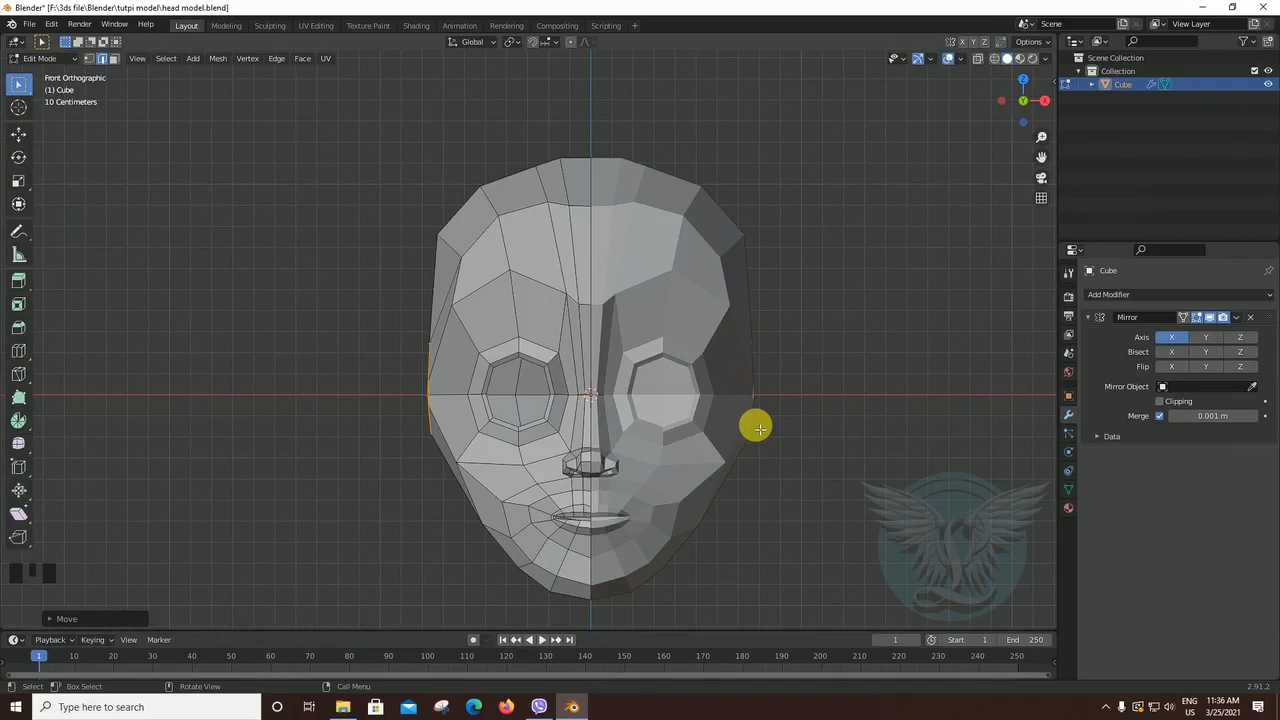 Blender* [F:\3ds file\tutpi model\head model.blend]
File Edit Render Window Help Layout Modeling Sculpting UV Editing Texture Paint Shading Animation Rendering Compositing Scripting + Scene View Layer
Global X Y Z Options
Edit Mode View Select Add Mesh Vertex Edge Face UV
Front Orthographic
(1) Cube
10 Centimeters
Z
X
Y
Scene Collection
Collection
Cube
Cube
Add Modifier
Mirror
Axis X Y Z
Bisect X Y Z
Flip X Y Z
Mirror Object
Clipping
Merge 0.001 m
Data
Move
Playback Keying View Marker 1 Start 1 End 250
1 10 20 30 40 50 60 70 80 90 100 110 120 130 140 150 160 170 180 190 200 210 220 230 240 250
Select Box Select Rotate View Call Menu 2.91.2
Type here to search
ENG 11:36 AM
US 3/25/2021